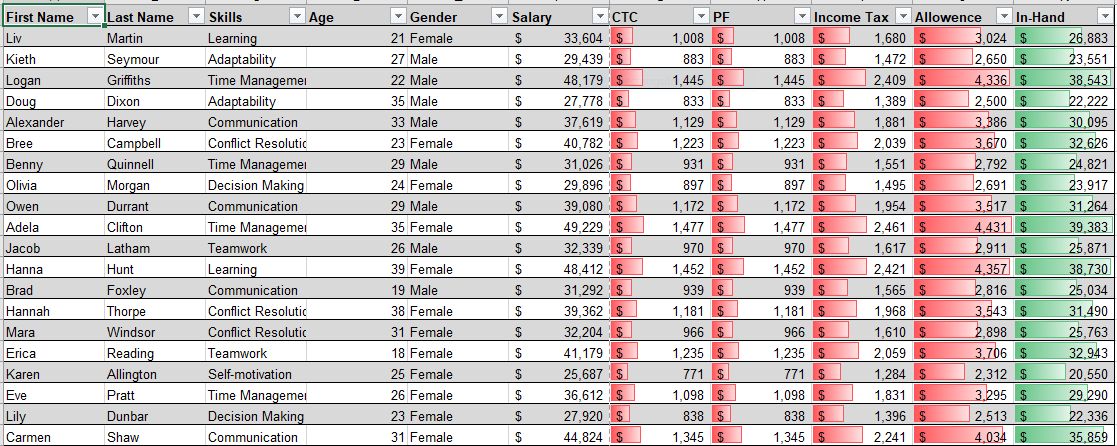 First Name Last Name Skills Age Gender Salary CTC PF Income Tax Allowence In-Hand
Liv Martin Learning 21 Female $ 33,604 $ 1,008 $ 1,008 $ 1,680 $ 3,024 $ 26,883
Kieth Seymour Adaptability 27 Male $ 29,439 $ 883 $ 883 $ 1,472 $ 2,650 $ 23,551
Logan Griffiths Time Managemer 22 Male $ 48,179 $ 1,445 $ 1,445 $ 2,409 $ 4,336 $ 38,543
Doug Dixon Adaptability 35 Male $ 27,778 $ 833 $ 833 $ 1,389 $ 2,500 $ 22,222
Alexander Harvey Communication 33 Male $ 37,619 $ 1,129 $ 1,129 $ 1,881 $ 3,386 $ 30,095
Bree Campbell Conflict Resolutic 23 Female $ 40,782 $ 1,223 $ 1,223 $ 2,039 $ 3,670 $ 32,626
Benny Quinnell Time Managemer 29 Male $ 31,026 $ 931 $ 931 $ 1,551 $ 2,792 $ 24,821
Olivia Morgan Decision Making 24 Female $ 29,896 $ 897 $ 897 $ 1,495 $ 2,691 $ 23,917
Owen Durrant Communication 29 Male $ 39,080 $ 1,172 $ 1,172 $ 1,954 $ 3,517 $ 31,264
Adela Clifton Time Managemer 35 Female $ 49,229 $ 1,477 $ 1,477 $ 2,461 $ 4,431 $ 39,383
Jacob Latham Teamwork 26 Male $ 32,339 $ 970 $ 970 $ 1,617 $ 2,911 $ 25,871
Hanna Hunt Learning 39 Female $ 48,412 $ 1,452 $ 1,452 $ 2,421 $ 4,357 $ 38,730
Brad Foxley Communication 19 Male $ 31,292 $ 939 $ 939 $ 1,565 $ 2,816 $ 25,034
Hannah Thorpe Conflict Resolutic 38 Female $ 39,362 $ 1,181 $ 1,181 $ 1,968 $ 3,543 $ 31,490
Mara Windsor Conflict Resolutic 31 Female $ 32,204 $ 966 $ 966 $ 1,610 $ 2,898 $ 25,763
Erica Reading Teamwork 18 Female $ 41,179 $ 1,235 $ 1,235 $ 2,059 $ 3,706 $ 32,943
Karen Allington Self-motivation 25 Female $ 25,687 $ 771 $ 771 $ 1,284 $ 2,312 $ 20,550
Eve Pratt Time Managemer 26 Female $ 36,612 $ 1,098 $ 1,098 $ 1,831 $ 3,295 $ 29,290
Lily Dunbar Decision Making 23 Female $ 27,920 $ 838 $ 838 $ 1,396 $ 2,513 $ 22,336
Carmen Shaw Communication 31 Female $ 44,824 $ 1,345 $ 1,345 $ 2,241 $ 4,034 $ 35,859